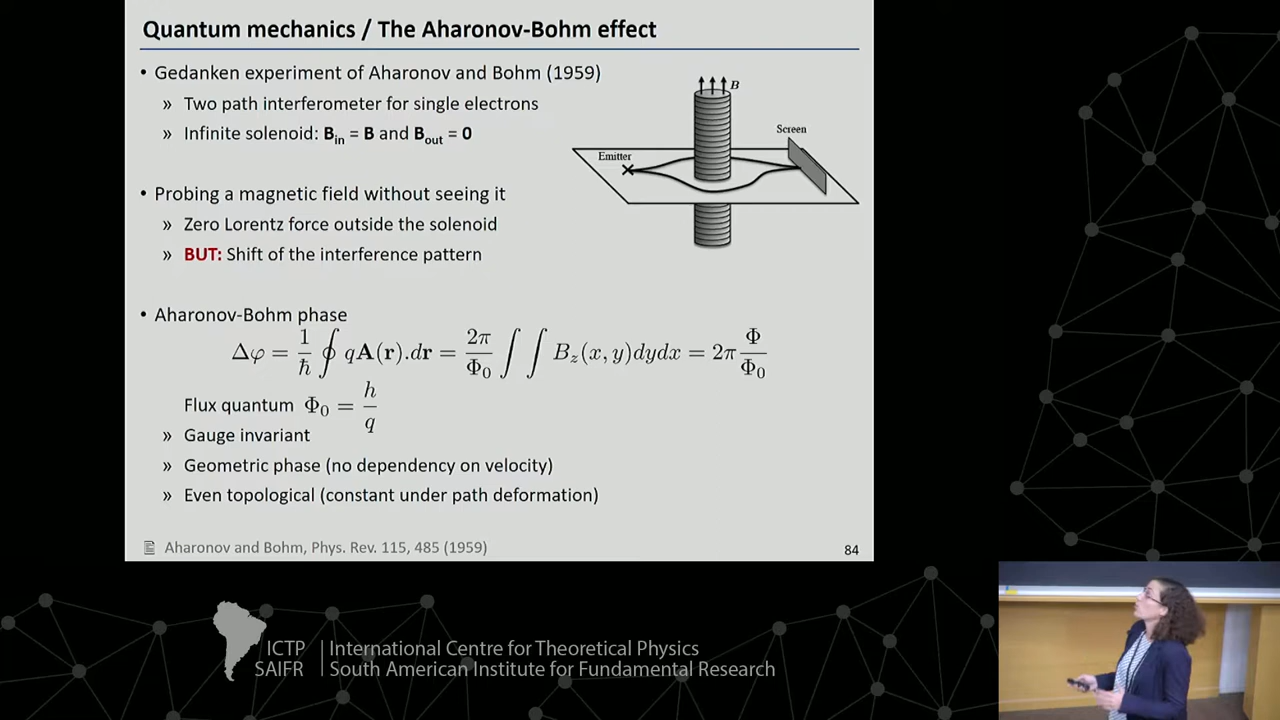 Quantum mechanics / The Aharonov-Bohm effect
• Gedanken experiment of Aharonov and Bohm (1959)
» Two path interferometer for single electrons
» Infinite solenoid: B_in = B and B_out = 0
B
Screen
Emitter
• Probing a magnetic field without seeing it
» Zero Lorentz force outside the solenoid
» BUT: Shift of the interference pattern
• Aharonov-Bohm phase
Δφ = 1/ħ ∮ qA(r).dr = 2π/Φ₀ ∫∫ B_z(x, y)dydx = 2π Φ/Φ₀
Flux quantum Φ₀ = h/q
» Gauge invariant
» Geometric phase (no dependency on velocity)
» Even topological (constant under path deformation)
Aharonov and Bohm, Phys. Rev. 115, 485 (1959)
84
ICTP | International Centre for Theoretical Physics
SAIFR | South American Institute for Fundamental Research